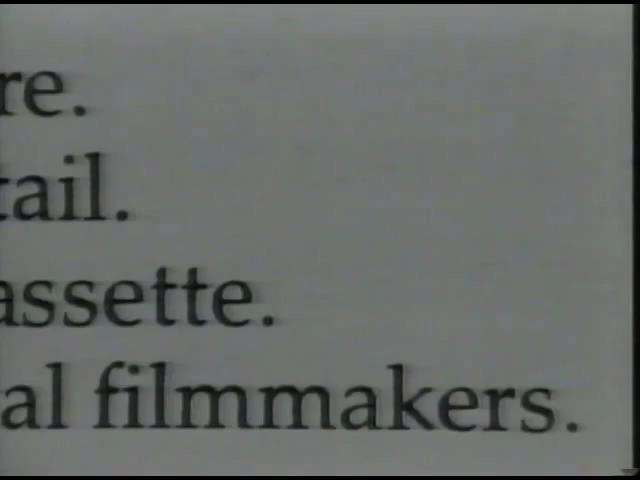 re.
tail.
assette.
al filmmakers.